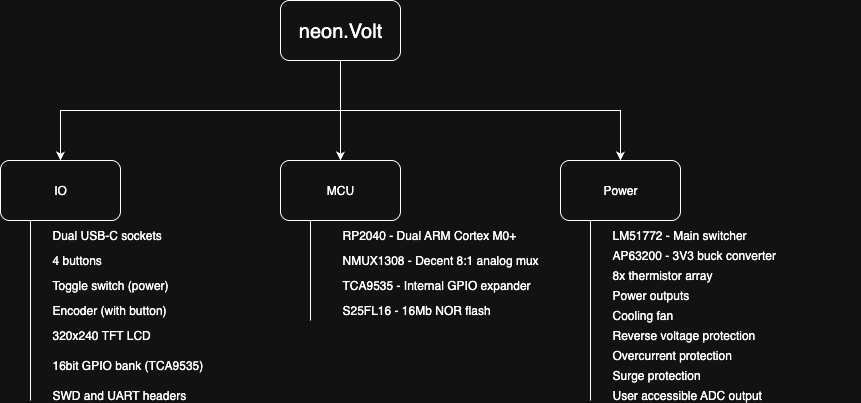 neon.Volt
IO
MCU
Power
Dual USB-C sockets
4 buttons
Toggle switch (power)
Encoder (with button)
320x240 TFT LCD
16bit GPIO bank (TCA9535)
SWD and UART headers
RP2040 - Dual ARM Cortex M0+
NMUX1308 - Decent 8:1 analog mux
TCA9535 - Internal GPIO expander
S25FL16 - 16Mb NOR flash
LM51772 - Main switcher
AP63200 - 3V3 buck converter
8x thermistor array
Power outputs
Cooling fan
Reverse voltage protection
Overcurrent protection
Surge protection
User accessible ADC output